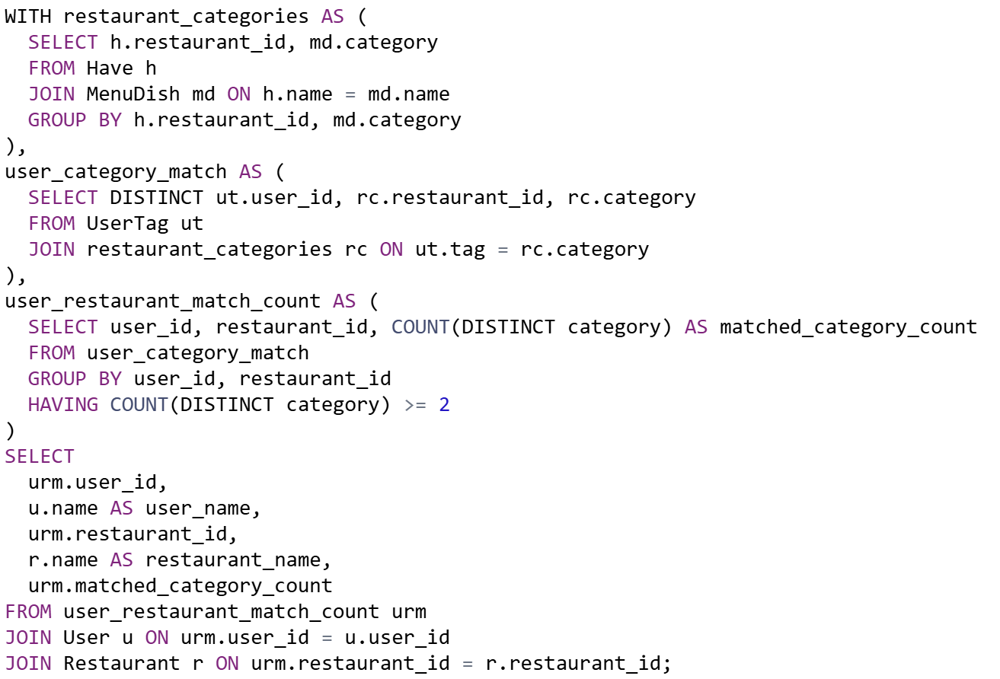 WITH restaurant_categories AS (
  SELECT h.restaurant_id, md.category
  FROM Have h
  JOIN MenuDish md ON h.name = md.name
  GROUP BY h.restaurant_id, md.category
),
user_category_match AS (
  SELECT DISTINCT ut.user_id, rc.restaurant_id, rc.category
  FROM UserTag ut
  JOIN restaurant_categories rc ON ut.tag = rc.category
),
user_restaurant_match_count AS (
  SELECT user_id, restaurant_id, COUNT(DISTINCT category) AS matched_category_count
  FROM user_category_match
  GROUP BY user_id, restaurant_id
  HAVING COUNT(DISTINCT category) >= 2
)
SELECT
  urm.user_id,
  u.name AS user_name,
  urm.restaurant_id,
  r.name AS restaurant_name,
  urm.matched_category_count
FROM user_restaurant_match_count urm
JOIN User u ON urm.user_id = u.user_id
JOIN Restaurant r ON urm.restaurant_id = r.restaurant_id;